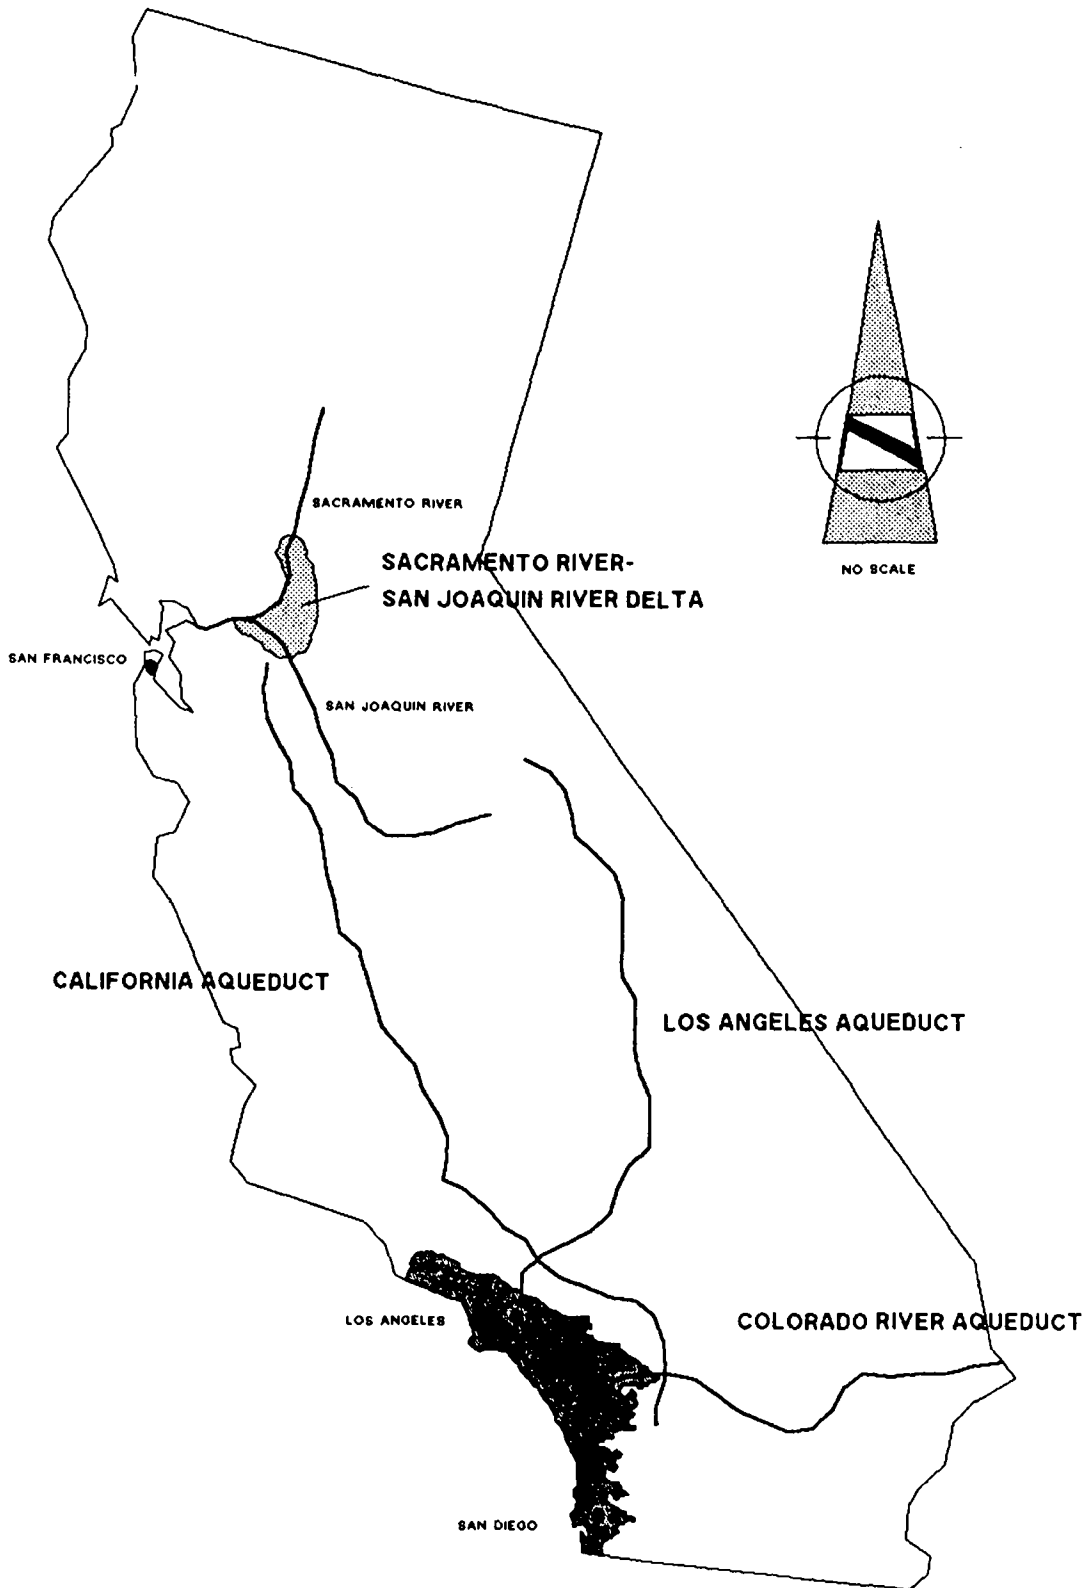 SACRAMENTO RIVER
SACRAMENTO RIVER-
SAN JOAQUIN RIVER DELTA
NO SCALE
SAN FRANCISCO
SAN JOAQUIN RIVER
CALIFORNIA AQUEDUCT
LOS ANGELES AQUEDUCT
LOS ANGELES
COLORADO RIVER AQUEDUCT
SAN DIEGO